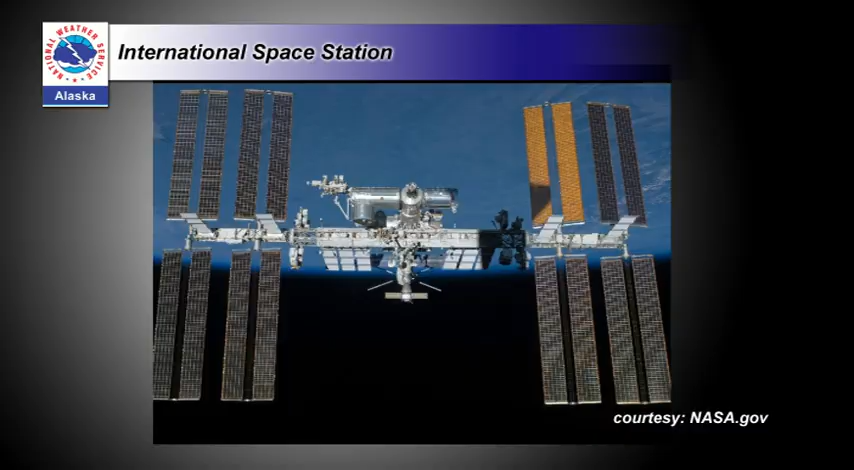 NATIONAL WEATHER SERVICE
Alaska
International Space Station
courtesy: NASA.gov